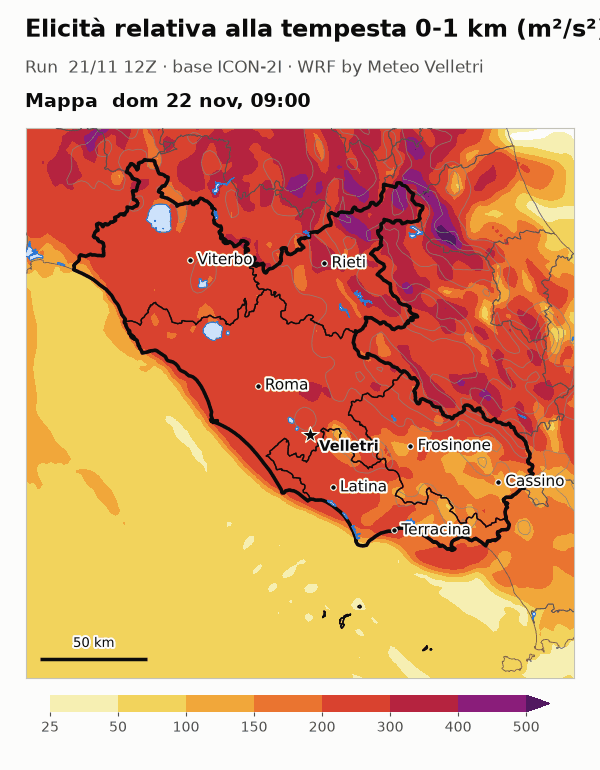 Elicità relativa alla tempesta 0-1 km (m²/s²)
Run 21/11 12Z · base ICON-2I · WRF by Meteo Velletri
Mappa dom 22 nov, 09:00
Viterbo
Rieti
Roma
Velletri
Frosinone
Latina
Cassino
Terracina
50 km
25 50 100 150 200 300 400 500